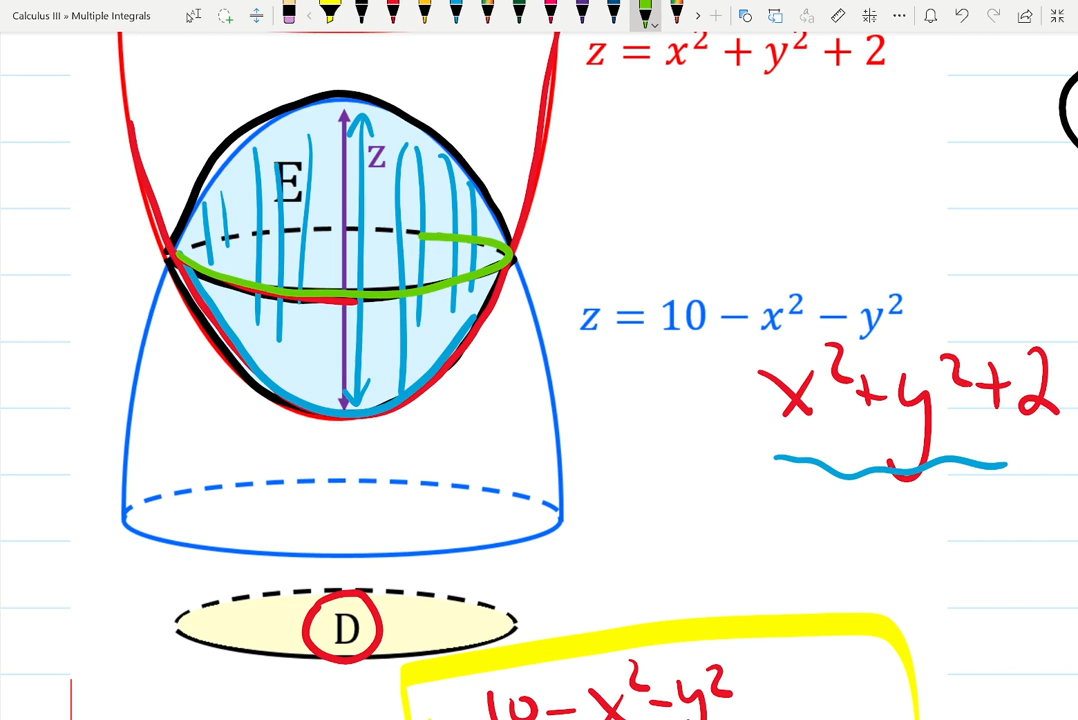 Calculus III » Multiple Integrals
z = x² + y² + 2
z
E
z = 10 − x² − y²
x²+y²+2
D
10−x²−y²